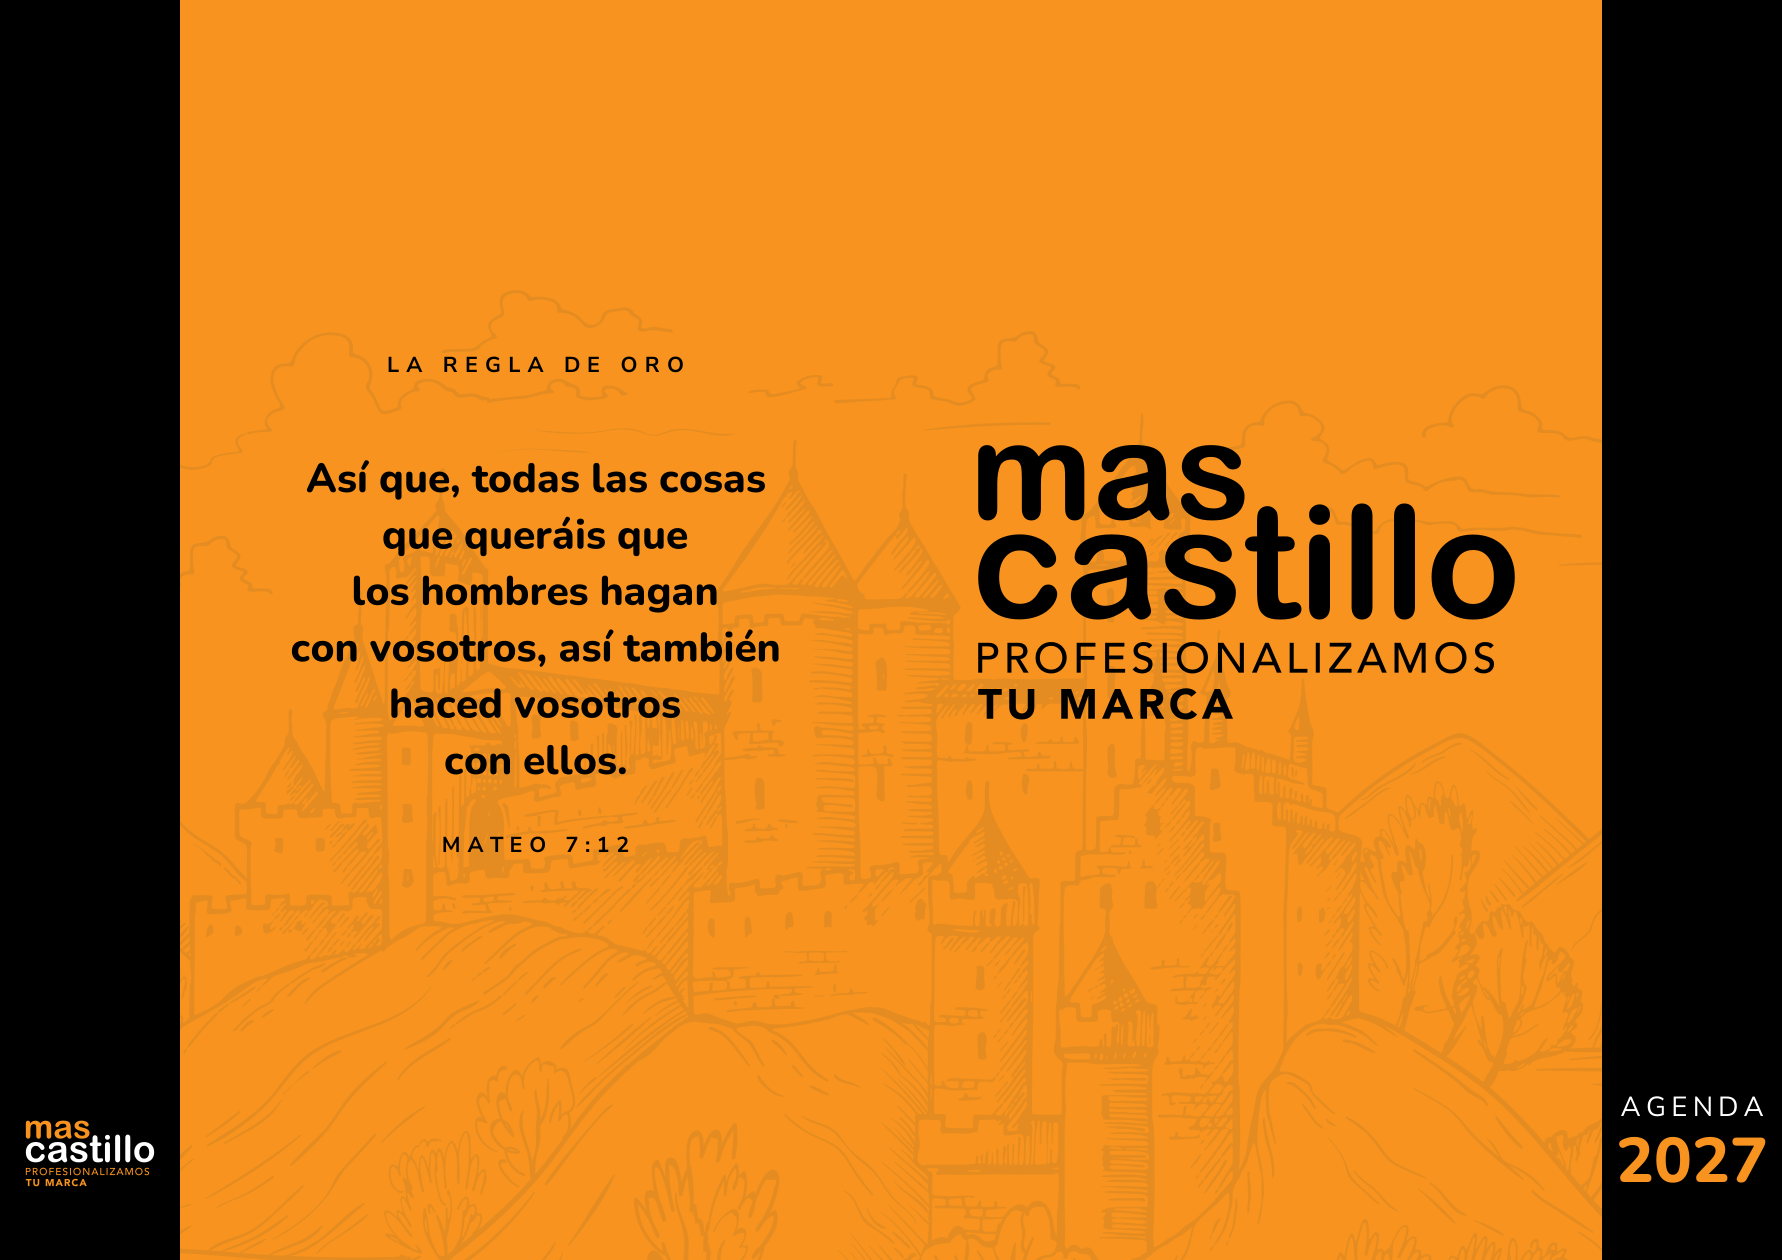 LA REGLA DE ORO
Así que, todas las cosas
que queráis que
los hombres hagan
con vosotros, así también
haced vosotros
con ellos.
MATEO 7:12
mas
castillo
PROFESIONALIZAMOS
TU MARCA
mas
castillo
PROFESIONALIZAMOS
TU MARCA
AGENDA
2027